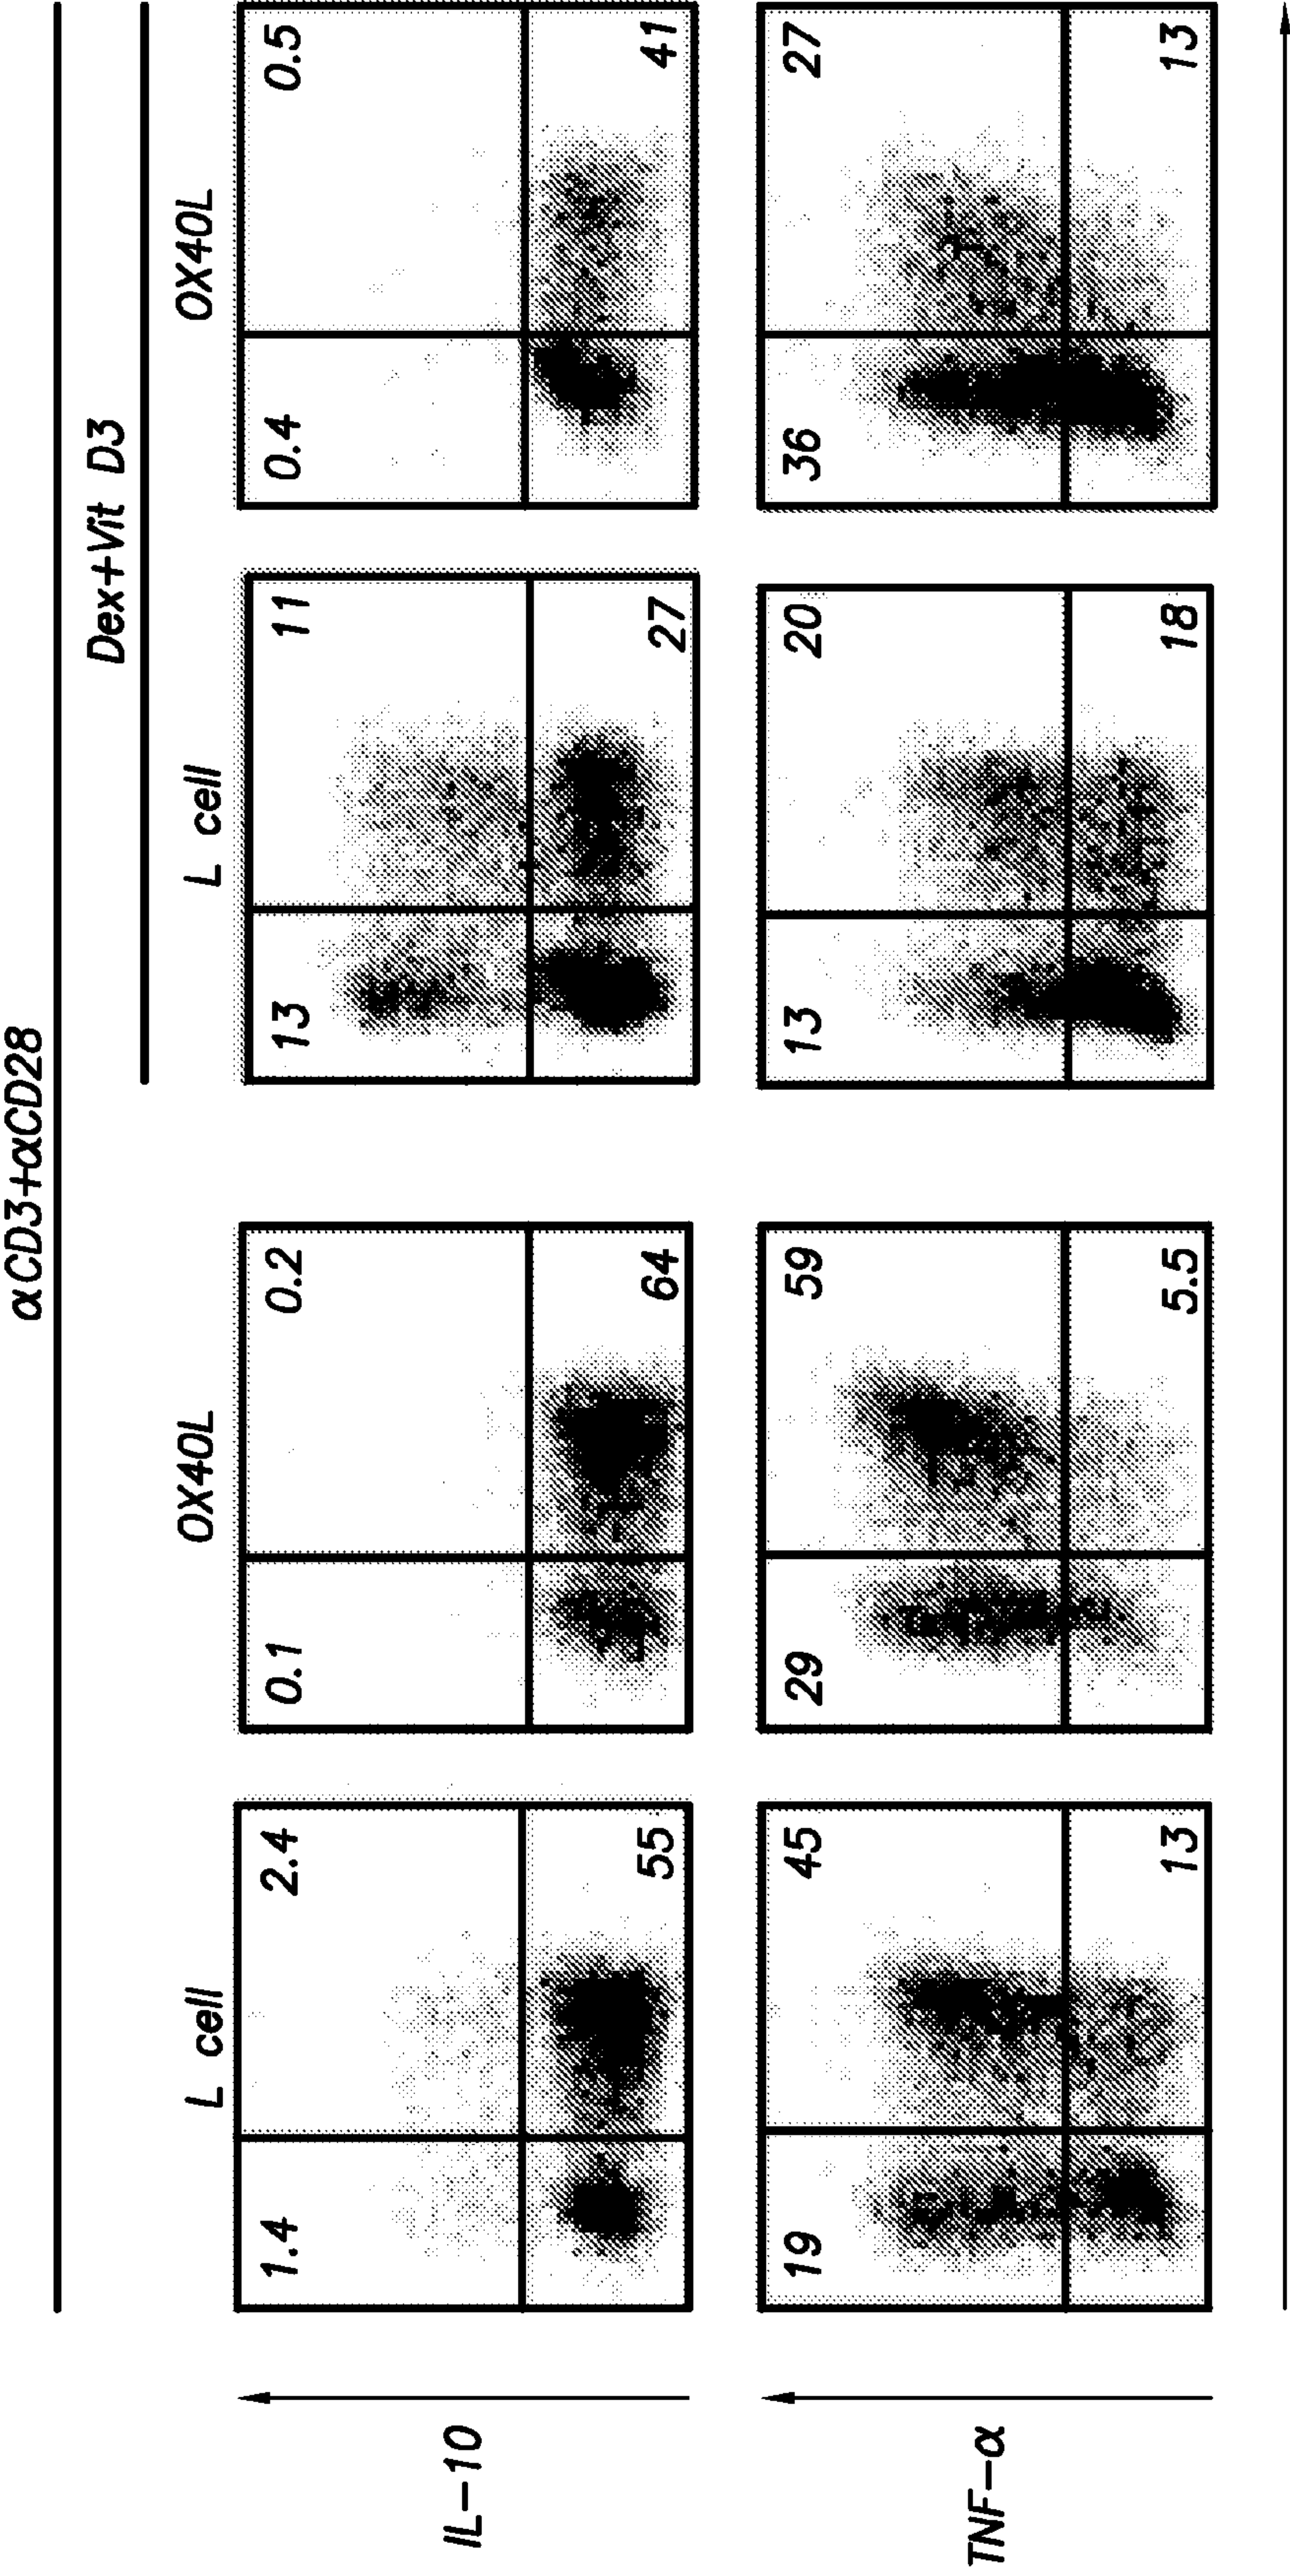 αCD3+αCD28
Dex+Vit D3
L cell OX40L L cell OX40L
1.4 2.4 0.1 0.2 13 11 0.4 0.5
IL-10
55 64 27 41
19 45 29 59 13 20 36 27
TNF-α
13 5.5 18 13